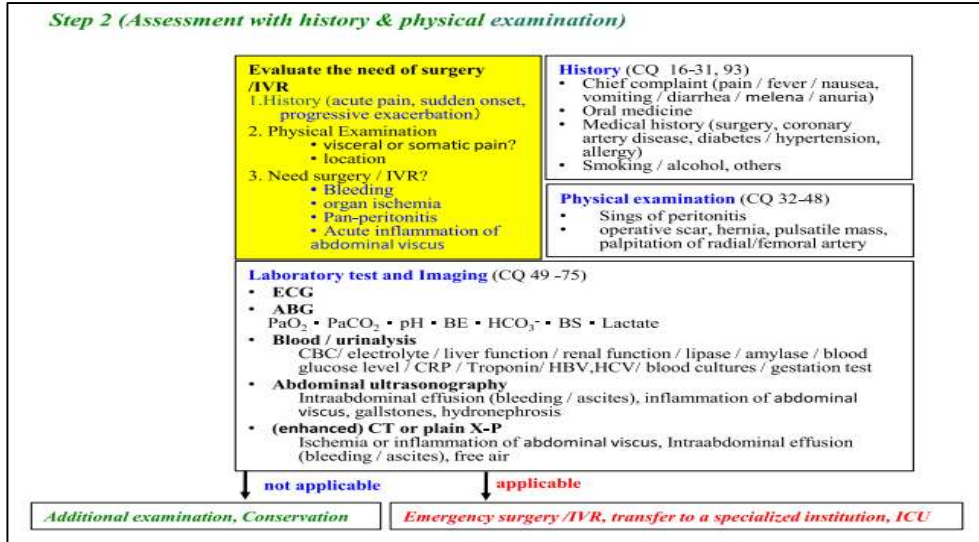 Step 2 (Assessment with history & physical examination)
Evaluate the need of surgery
/IVR
1.History (acute pain, sudden onset,
progressive exacerbation)
2. Physical Examination
• visceral or somatic pain?
• location
3. Need surgery / IVR?
• Bleeding
• organ ischemia
• Pan-peritonitis
• Acute inflammation of
abdominal viscus
History (CQ 16-31, 93)
• Chief complaint (pain / fever / nausea,
vomiting / diarrhea / melena / anuria)
• Oral medicine
• Medical history (surgery, coronary
artery disease, diabetes / hypertension,
allergy)
• Smoking / alcohol, others
Physical examination (CQ 32-48)
• Sings of peritonitis
• operative scar, hernia, pulsatile mass,
palpitation of radial/femoral artery
Laboratory test and Imaging (CQ 49 -75)
• ECG
• ABG
PaO₂ ・ PaCO₂ ・ pH ・ BE ・ HCO₃⁻ ・ BS ・ Lactate
• Blood / urinalysis
CBC/ electrolyte / liver function / renal function / lipase / amylase / blood
glucose level / CRP / Troponin/ HBV,HCV/ blood cultures / gestation test
• Abdominal ultrasonography
Intraabdominal effusion (bleeding / ascites), inflammation of abdominal
viscus, gallstones, hydronephrosis
• (enhanced) CT or plain X-P
Ischemia or inflammation of abdominal viscus, Intraabdominal effusion
(bleeding / ascites), free air
not applicable
applicable
Additional examination, Conservation
Emergency surgery /IVR, transfer to a specialized institution, ICU